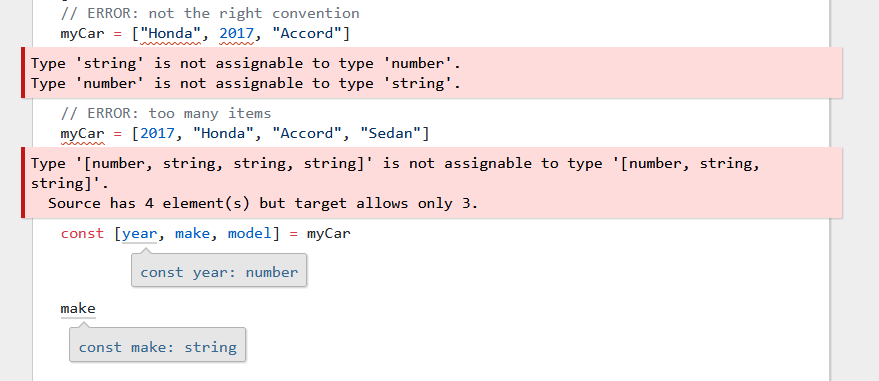 // ERROR: not the right convention
myCar = ["Honda", 2017, "Accord"]
Type 'string' is not assignable to type 'number'.
Type 'number' is not assignable to type 'string'.
// ERROR: too many items
myCar = [2017, "Honda", "Accord", "Sedan"]
Type '[number, string, string, string]' is not assignable to type '[number, string,
string]'.
  Source has 4 element(s) but target allows only 3.
const [year, make, model] = myCar
const year: number
make
const make: string